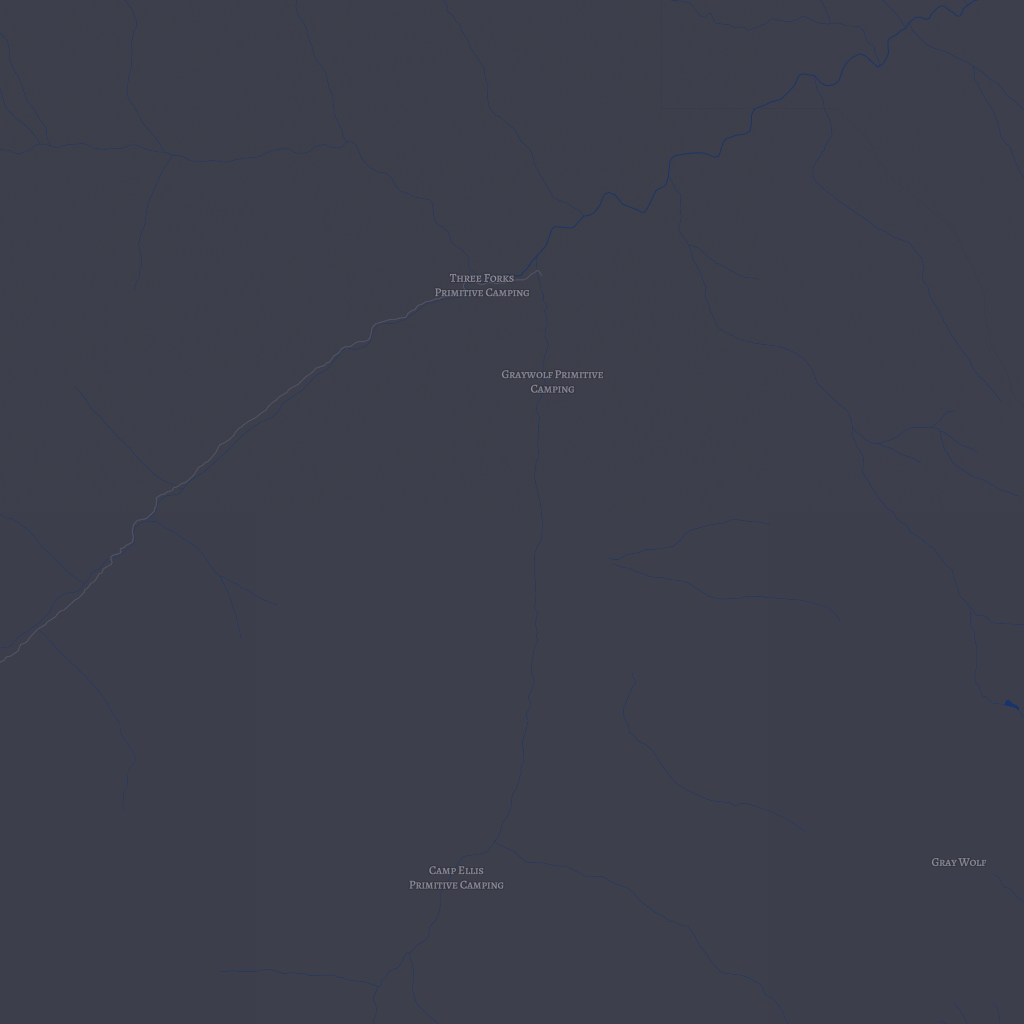 Three Forks
Primitive Camping
Graywolf Primitive
Camping
Camp Ellis
Primitive Camping
Gray Wolf